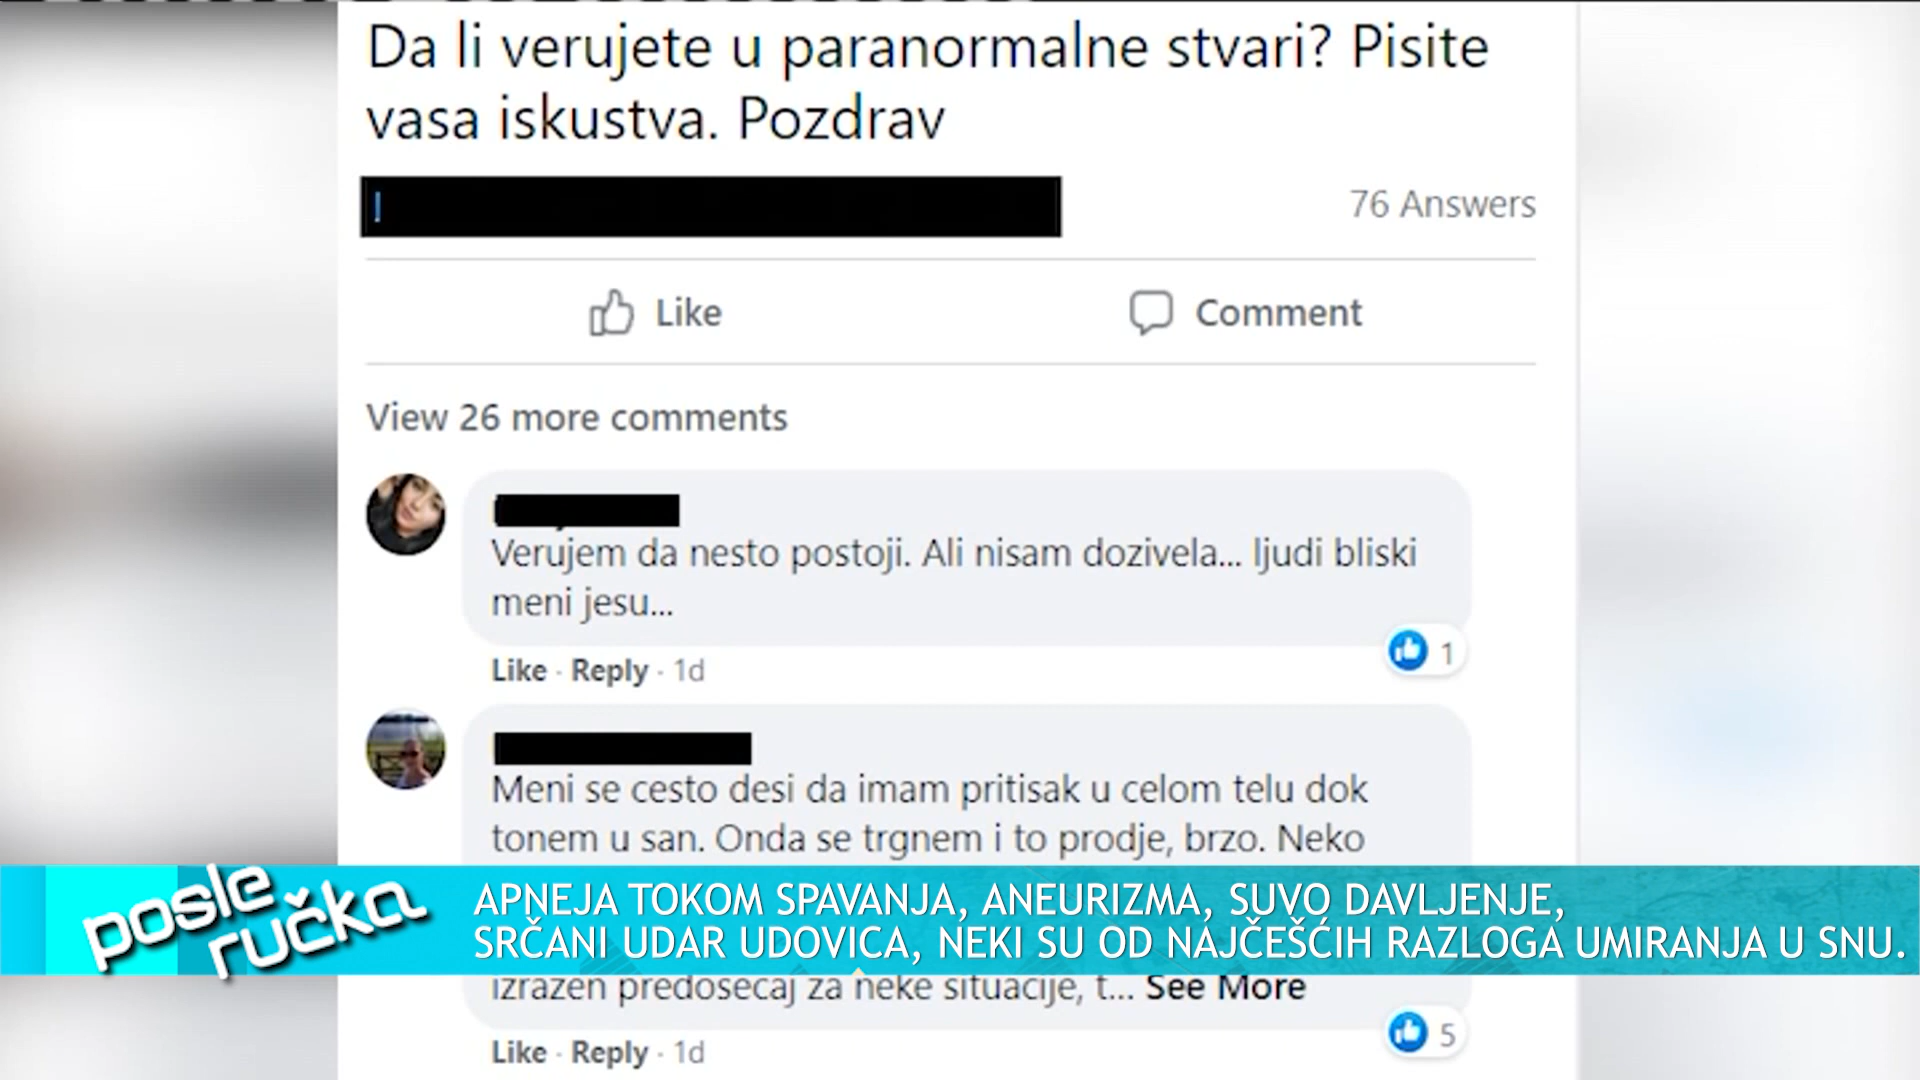 Da li verujete u paranormalne stvari? Pisite
vasa iskustva. Pozdrav
76 Answers
Like
Comment
View 26 more comments
Verujem da nesto postoji. Ali nisam dozivela... ljudi bliski
meni jesu...
1
Like · Reply · 1d
Meni se cesto desi da imam pritisak u celom telu dok
tonem u san. Onda se trgnem i to prodje, brzo. Neko
posle ručka
APNEJA TOKOM SPAVANJA, ANEURIZMA, SUVO DAVLJENJE,
SRČANI UDAR UDOVICA, NEKI SU OD NAJČEŠĆIH RAZLOGA UMIRANJA U SNU.
izrazen predosecaj za neke situacije, t... See More
5
Like · Reply · 1d